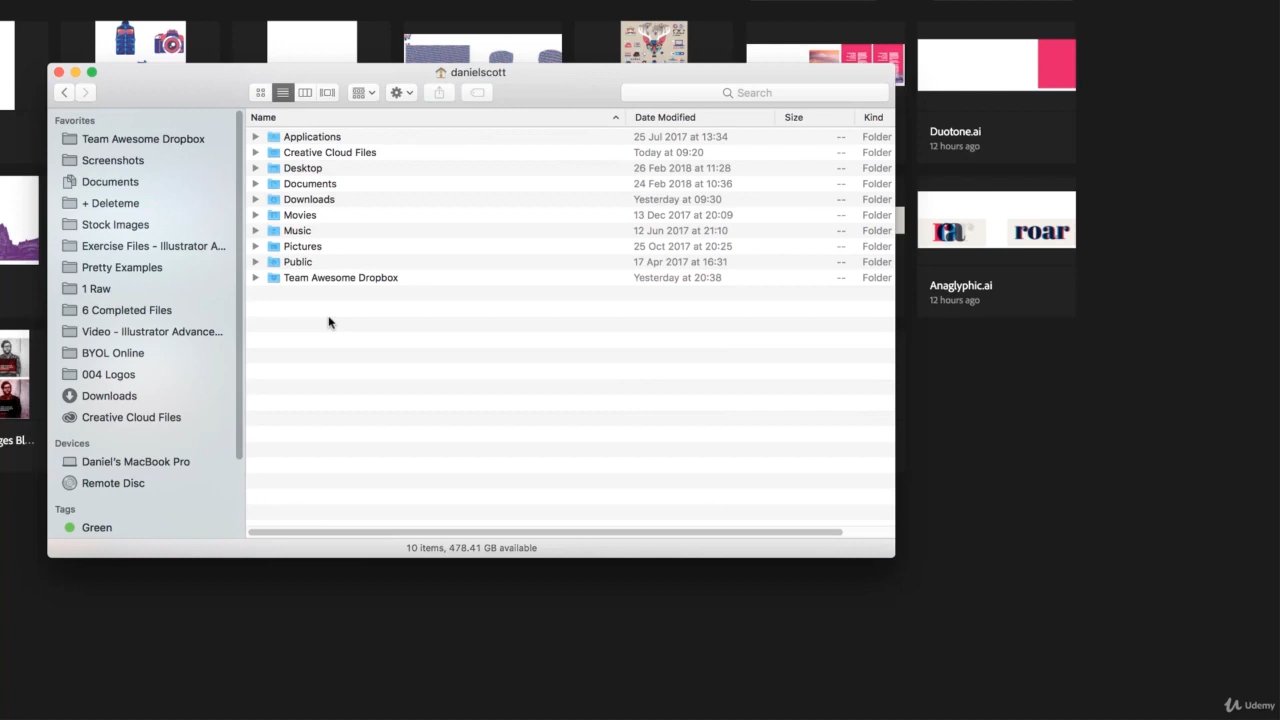 danielscott
Search
Favorites
Team Awesome Dropbox
Screenshots
Documents
+ Deleteme
Stock Images
Exercise Files - Illustrator A...
Pretty Examples
1 Raw
6 Completed Files
Video - Illustrator Advance...
BYOL Online
004 Logos
Downloads
Creative Cloud Files
Devices
Daniel's MacBook Pro
Remote Disc
Tags
Green
Name Date Modified Size Kind
Applications 25 Jul 2017 at 13:34 -- Folder
Creative Cloud Files Today at 09:20 -- Folder
Desktop 26 Feb 2018 at 11:28 -- Folder
Documents 24 Feb 2018 at 10:36 -- Folder
Downloads Yesterday at 09:30 -- Folder
Movies 13 Dec 2017 at 20:09 -- Folder
Music 12 Jun 2017 at 21:10 -- Folder
Pictures 25 Oct 2017 at 20:25 -- Folder
Public 17 Apr 2017 at 16:31 -- Folder
Team Awesome Dropbox Yesterday at 20:38 -- Folder
10 items, 478.41 GB available
Duotone.ai
12 hours ago
roar
Anaglyphic.ai
12 hours ago
ges Bl...
Udemy